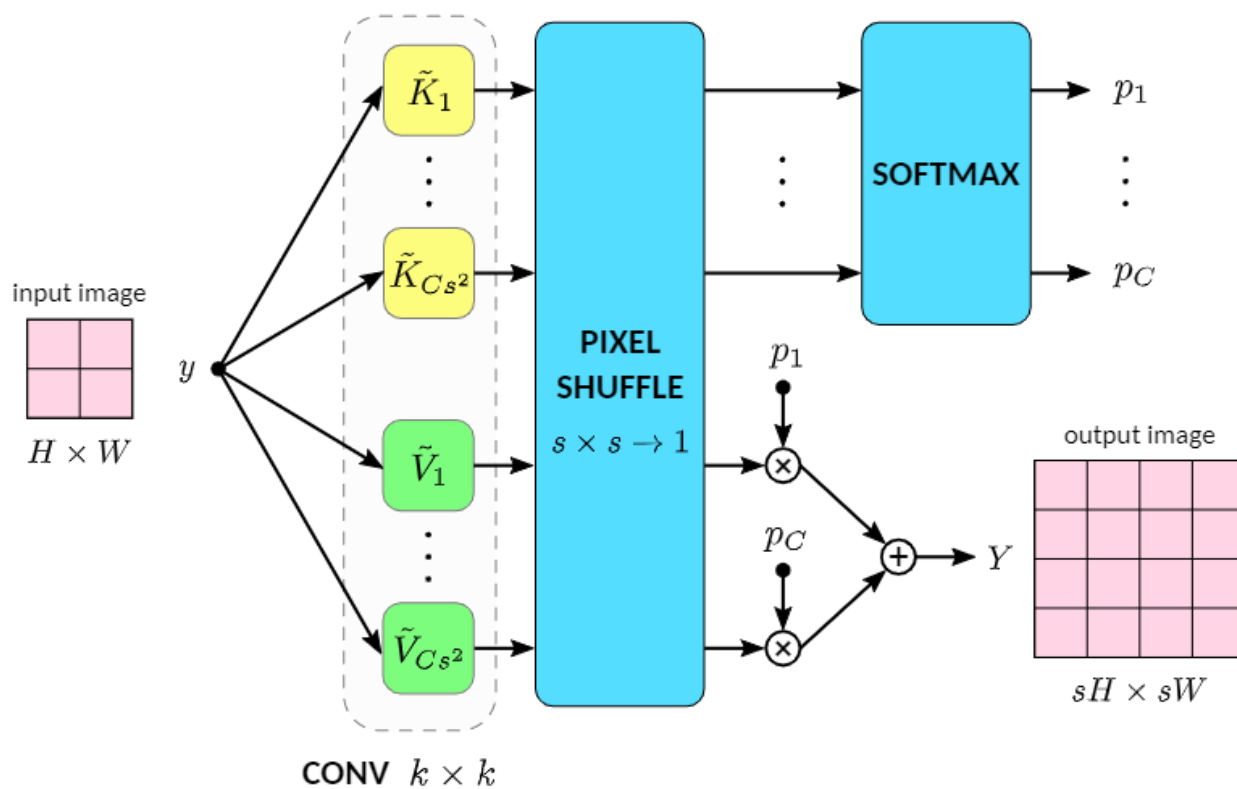 K̃₁
⋮
K̃_{Cs²}
Ṽ₁
⋮
Ṽ_{Cs²}
CONV k × k
input image
y
H × W
PIXEL
SHUFFLE
s × s → 1
⋮
SOFTMAX
p₁
⋮
p_C
p₁
×
p_C
×
+
Y
output image
sH × sW